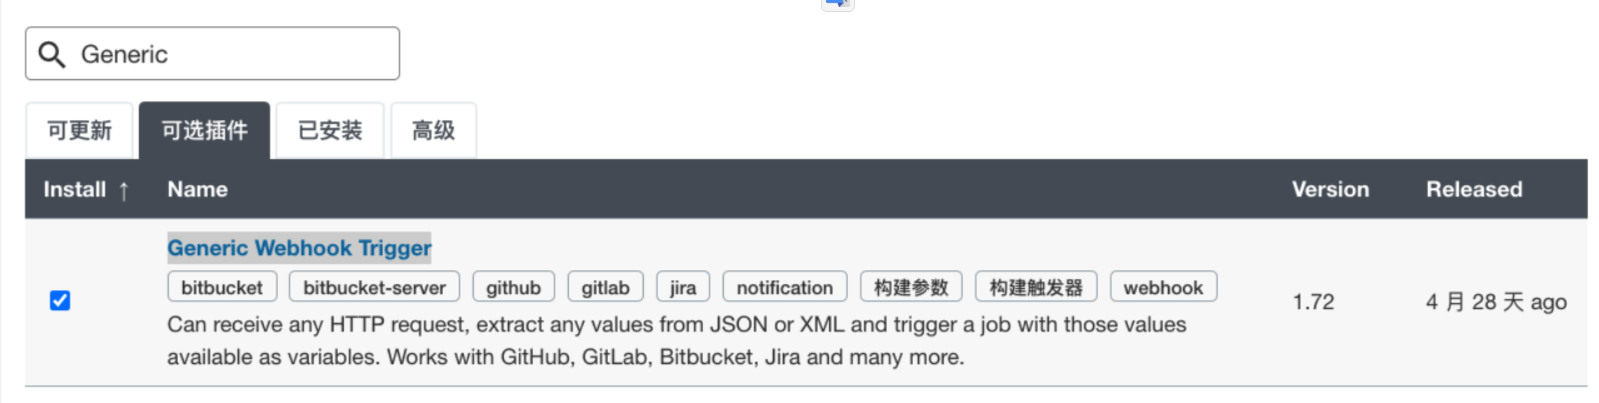 Generic
可更新 可选插件 已安装 高级
Install ↑ Name Version Released
Generic Webhook Trigger
bitbucket bitbucket-server github gitlab jira notification 构建参数 构建触发器 webhook
Can receive any HTTP request, extract any values from JSON or XML and trigger a job with those values
available as variables. Works with GitHub, GitLab, Bitbucket, Jira and many more.
1.72
4 月 28 天 ago